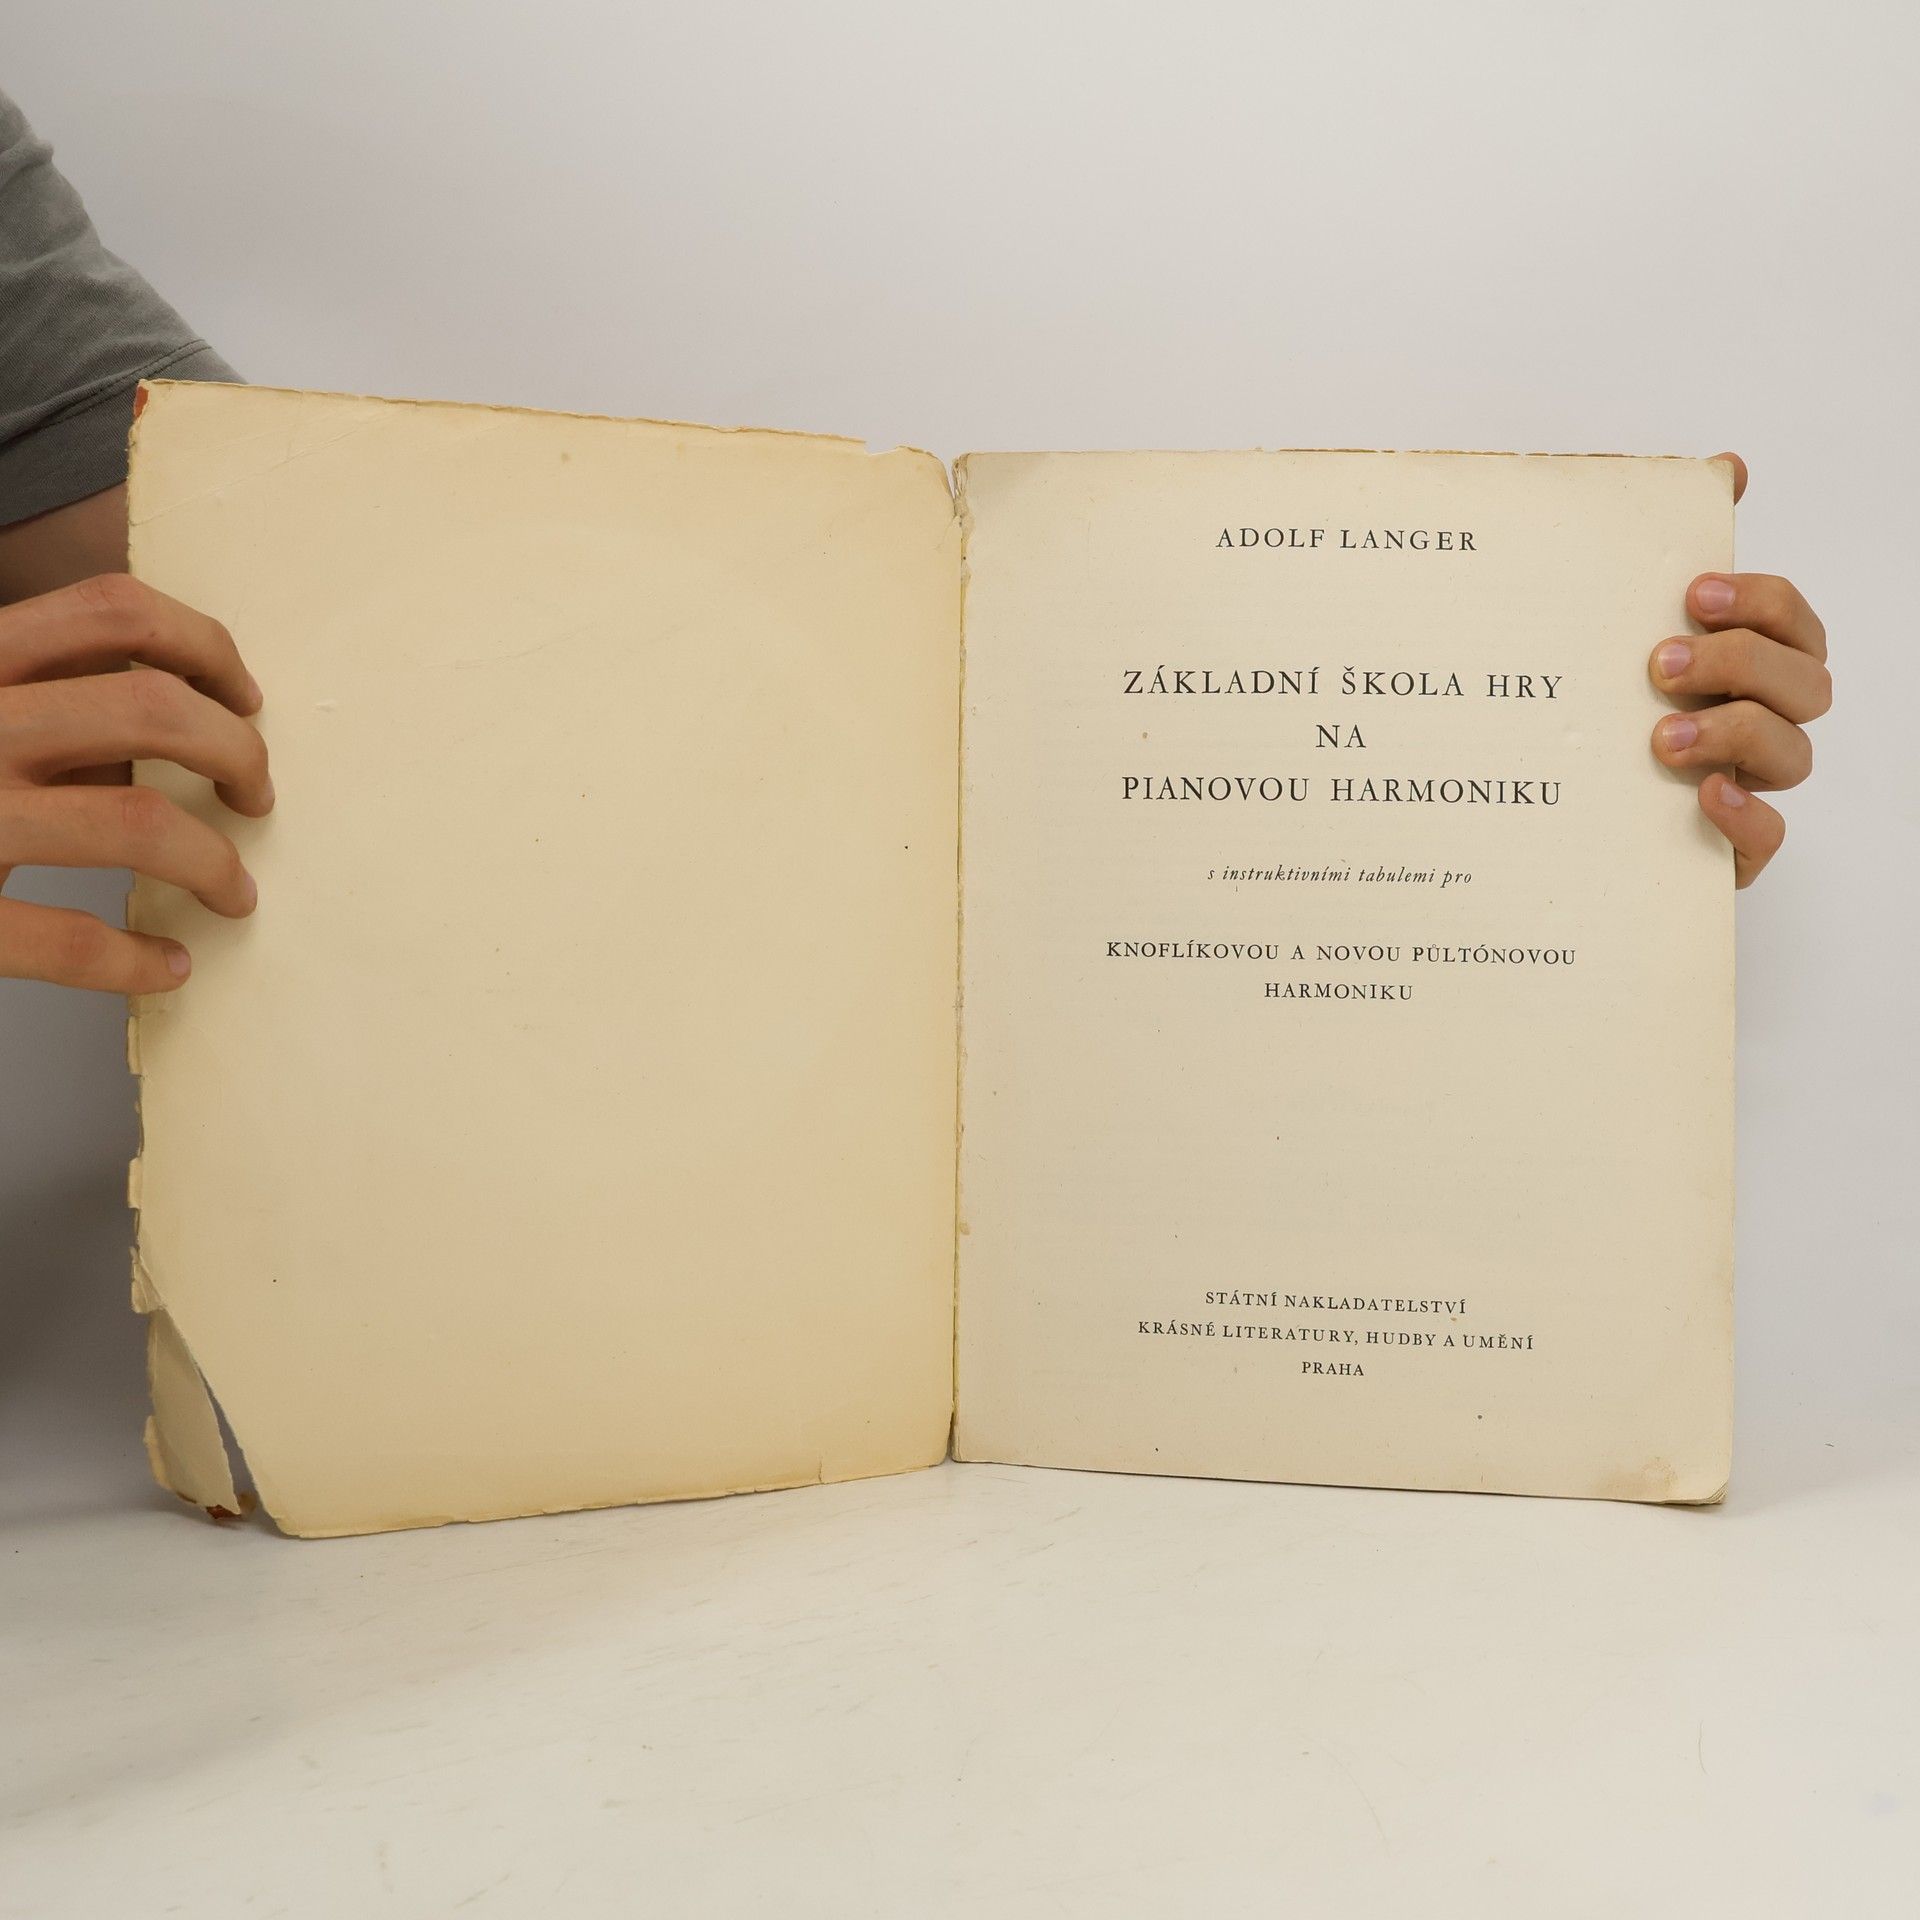 ADOLF LANGER
ZÁKLADNÍ ŠKOLA HRY
NA
PIANOVOU HARMONIKU
s instruktivními tabulemi pro
KNOFLÍKOVOU A NOVOU PŮLTÓNOVOU
HARMONIKU
STÁTNÍ NAKLADATELSTVÍ
KRÁSNÉ LITERATURY, HUDBY A UMĚNÍ
PRAHA